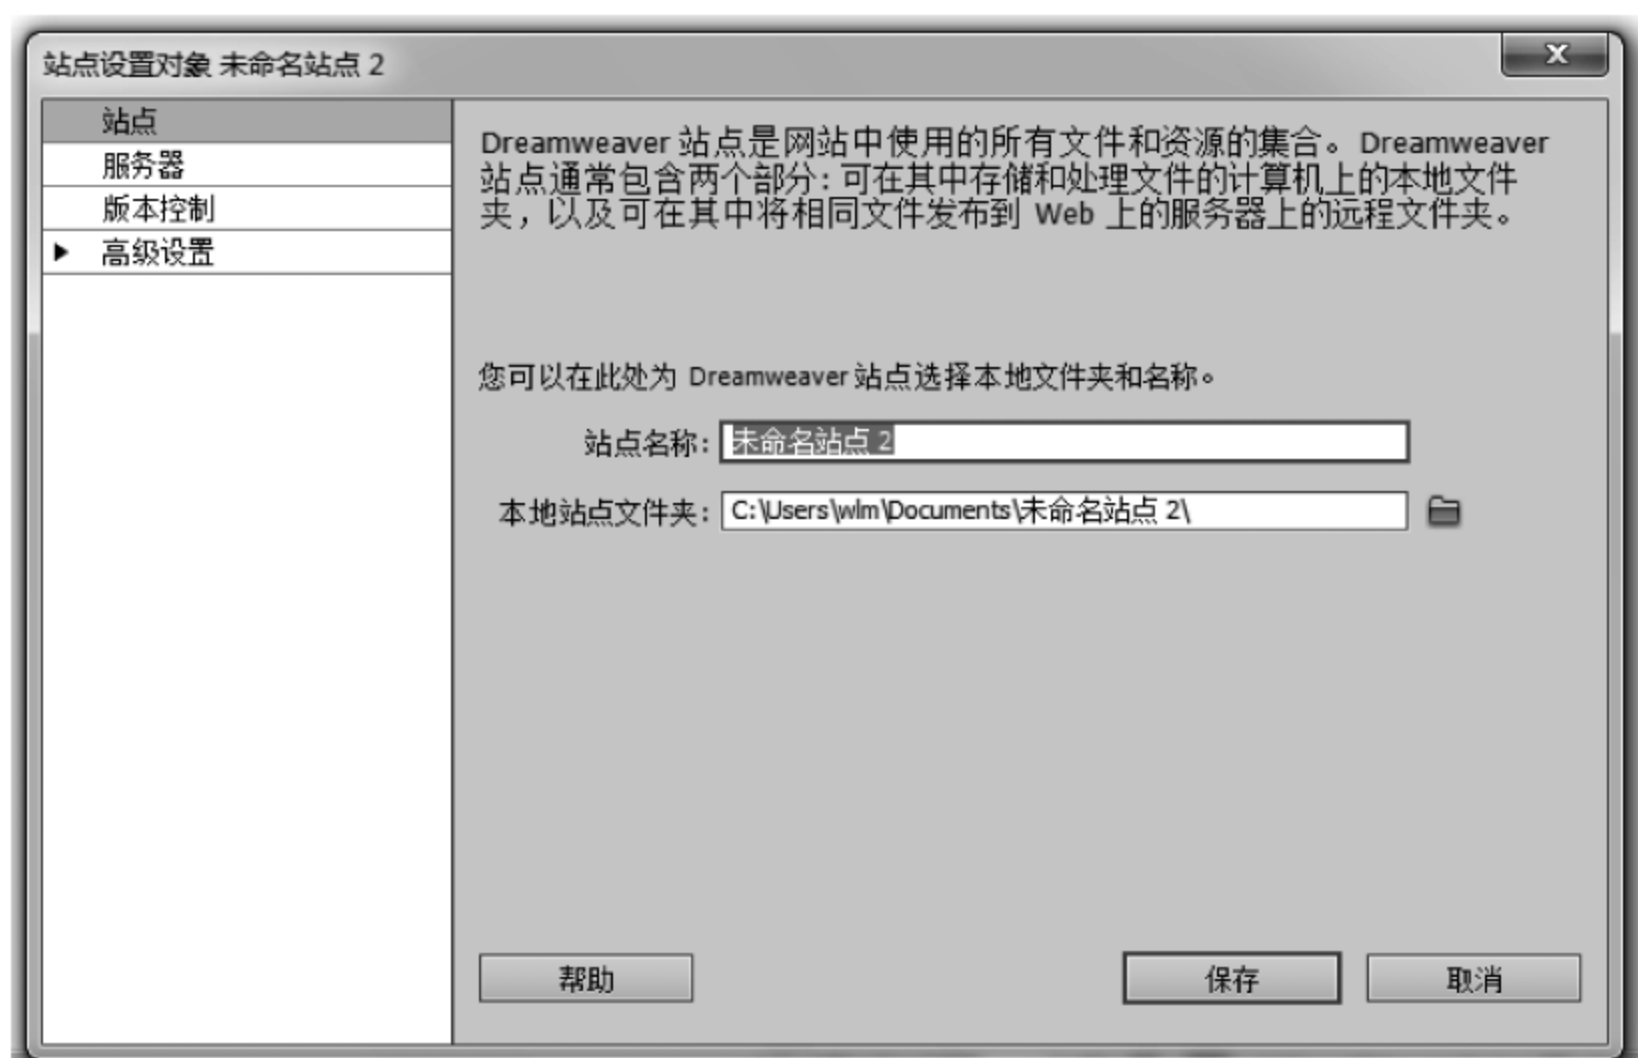 站点设置对象 未命名站点 2
X
站点
服务器
版本控制
高级设置
Dreamweaver 站点是网站中使用的所有文件和资源的集合。Dreamweaver
站点通常包含两个部分：可在其中存储和处理文件的计算机上的本地文件
夹，以及可在其中将相同文件发布到 Web 上的服务器上的远程文件夹。
您可以在此处为 Dreamweaver 站点选择本地文件夹和名称。
站点名称： 未命名站点 2
本地站点文件夹： C:\Users\wlm\Documents\未命名站点 2\
帮助 保存 取消